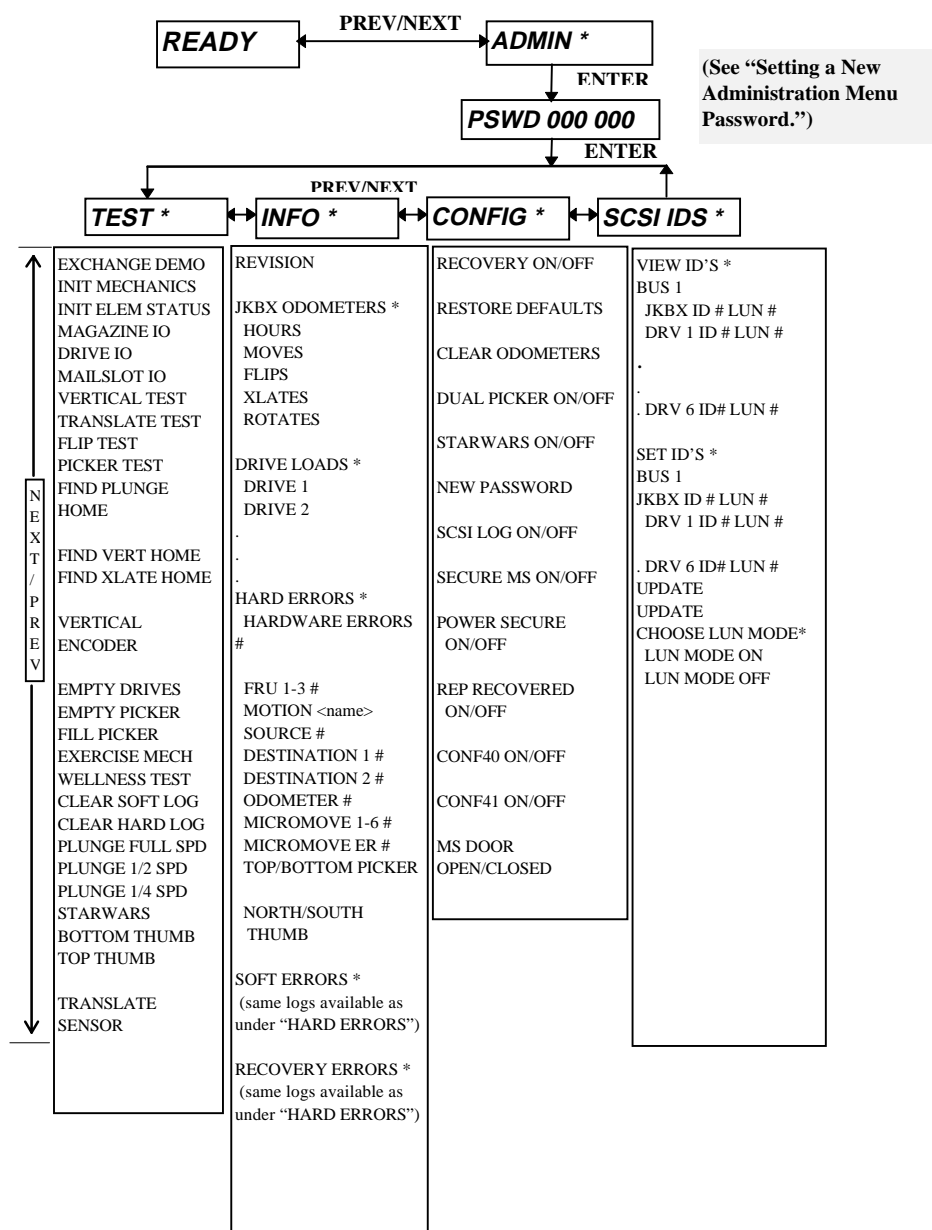 PREV/NEXT
READY
ADMIN *
(See “Setting a New
Administration Menu
Password.”)
ENTER
PSWD 000 000
ENTER
PREV/NEXT
TEST *
INFO *
CONFIG *
SCSI IDS *
NEXT/PREV
EXCHANGE DEMO
INIT MECHANICS
INIT ELEM STATUS
MAGAZINE IO
DRIVE IO
MAILSLOT IO
VERTICAL TEST
TRANSLATE TEST
FLIP TEST
PICKER TEST
FIND PLUNGE
HOME
FIND VERT HOME
FIND XLATE HOME
VERTICAL
ENCODER
EMPTY DRIVES
EMPTY PICKER
FILL PICKER
EXERCISE MECH
WELLNESS TEST
CLEAR SOFT LOG
CLEAR HARD LOG
PLUNGE FULL SPD
PLUNGE 1/2 SPD
PLUNGE 1/4 SPD
STARWARS
BOTTOM THUMB
TOP THUMB
TRANSLATE
SENSOR
REVISION
JKBX ODOMETERS *
HOURS
MOVES
FLIPS
XLATES
ROTATES
DRIVE LOADS *
DRIVE 1
DRIVE 2
.
.
.
HARD ERRORS *
HARDWARE ERRORS
#
FRU 1-3 #
MOTION <name>
SOURCE #
DESTINATION 1 #
DESTINATION 2 #
ODOMETER #
MICROMOVE 1-6 #
MICROMOVE ER #
TOP/BOTTOM PICKER
NORTH/SOUTH
THUMB
SOFT ERRORS *
(same logs available as
under “HARD ERRORS”)
RECOVERY ERRORS *
(same logs available as
under “HARD ERRORS”)
RECOVERY ON/OFF
RESTORE DEFAULTS
CLEAR ODOMETERS
DUAL PICKER ON/OFF
STARWARS ON/OFF
NEW PASSWORD
SCSI LOG ON/OFF
SECURE MS ON/OFF
POWER SECURE
ON/OFF
REP RECOVERED
ON/OFF
CONF40 ON/OFF
CONF41 ON/OFF
MS DOOR
OPEN/CLOSED
VIEW ID’S *
BUS 1
JKBX ID # LUN #
DRV 1 ID # LUN #
.
.
. DRV 6 ID# LUN #
SET ID’S *
BUS 1
JKBX ID # LUN #
DRV 1 ID # LUN #
. DRV 6 ID# LUN #
UPDATE
UPDATE
CHOOSE LUN MODE*
LUN MODE ON
LUN MODE OFF